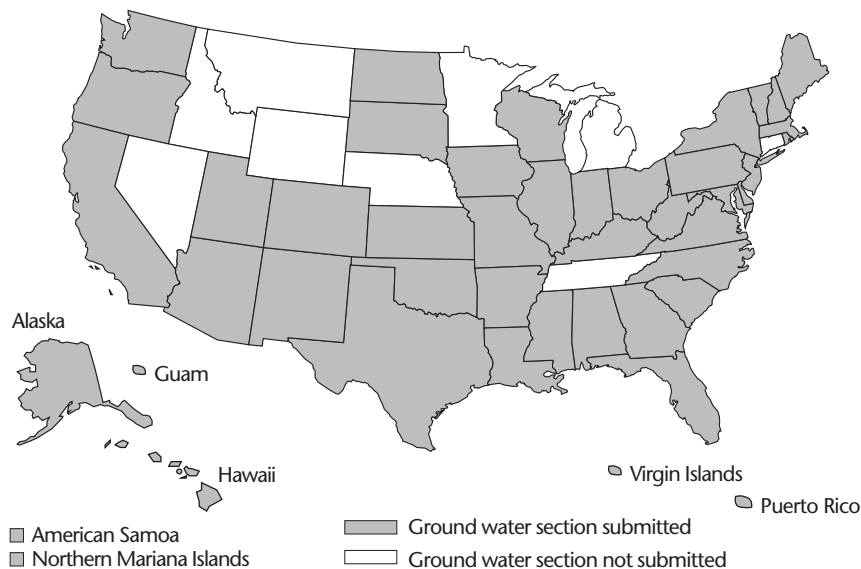 Alaska
Guam
Hawaii
Virgin Islands
Puerto Rico
American Samoa
Northern Mariana Islands
Ground water section submitted
Ground water section not submitted